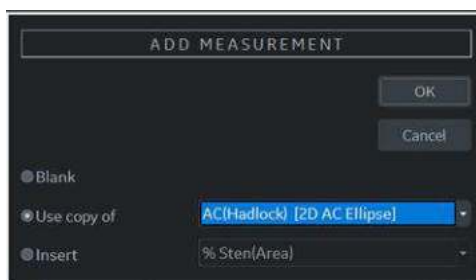 ADD MEASUREMENT
OK
Cancel
Blank
Use copy of AC(Hadlock) [2D AC Ellipse]
Insert % Sten(Area)